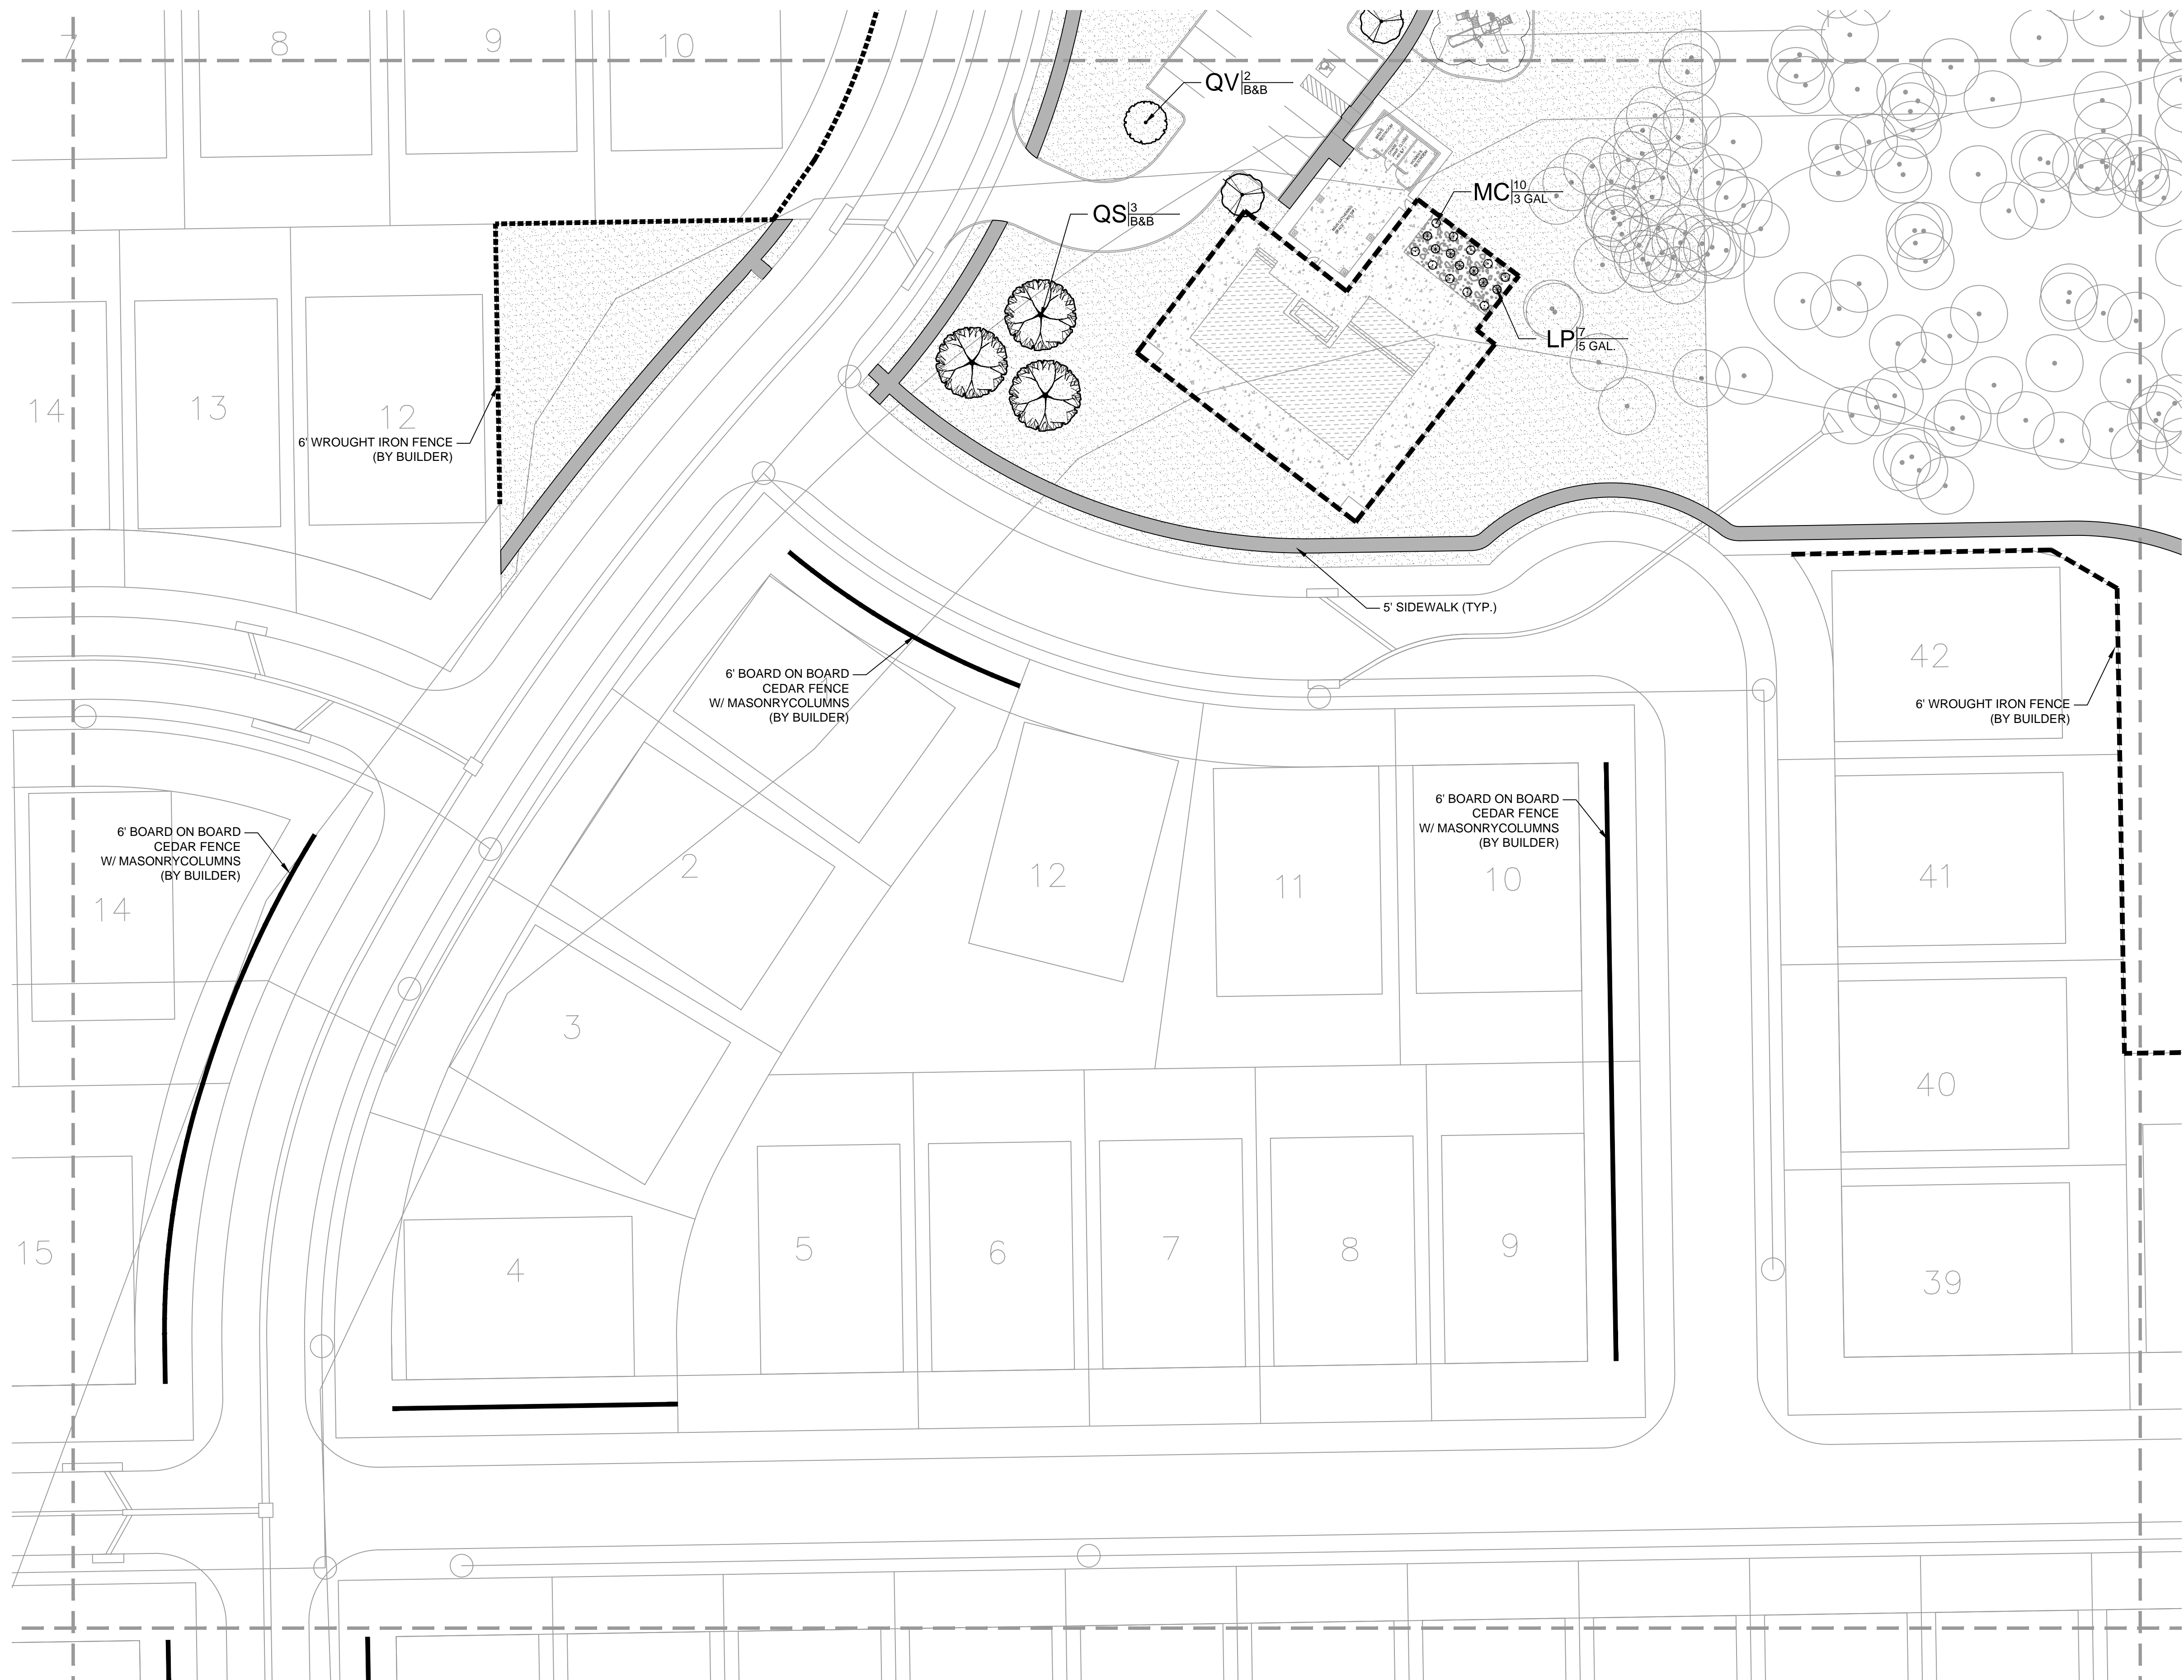 7
8
9
10
QV 2
B&B
QS 3
B&B
MC 10
3 GAL
LP 7
5 GAL.
14
13
12
6' WROUGHT IRON FENCE
(BY BUILDER)
5' SIDEWALK (TYP.)
6' BOARD ON BOARD
CEDAR FENCE
W/ MASONRYCOLUMNS
(BY BUILDER)
42
6' WROUGHT IRON FENCE
(BY BUILDER)
6' BOARD ON BOARD
CEDAR FENCE
W/ MASONRYCOLUMNS
(BY BUILDER)
14
2
12
11
6' BOARD ON BOARD
CEDAR FENCE
W/ MASONRYCOLUMNS
(BY BUILDER)
10
41
3
40
15
4
5
6
7
8
9
39